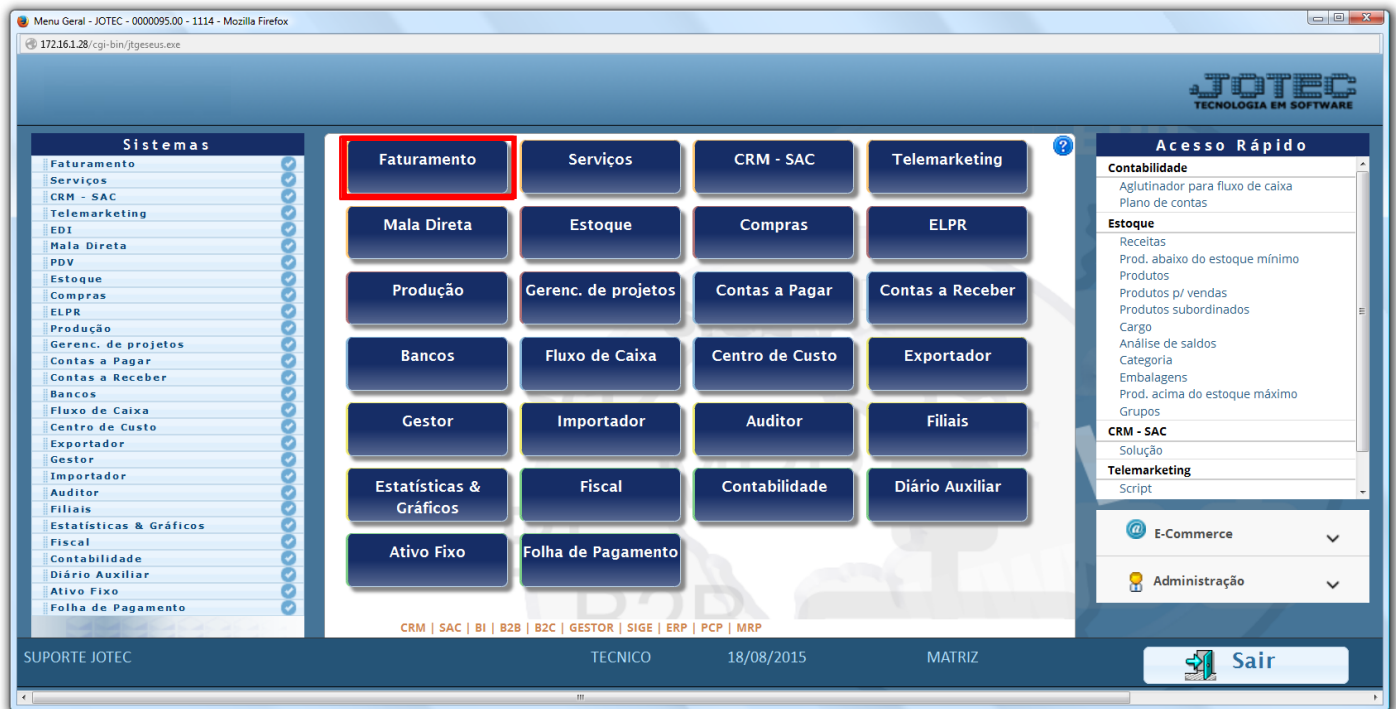 Menu Geral - JOTEC - 0000095.00 - 1114 - Mozilla Firefox
172.16.1.28/cgi-bin/jtgeseus.exe
JOTEC
TECNOLOGIA EM SOFTWARE
Sistemas
Faturamento
Serviços
CRM - SAC
Telemarketing
EDI
Mala Direta
PDV
Estoque
Compras
ELPR
Produção
Gerenc. de projetos
Contas a Pagar
Contas a Receber
Bancos
Fluxo de Caixa
Centro de Custo
Exportador
Gestor
Importador
Auditor
Filiais
Estatísticas & Gráficos
Fiscal
Contabilidade
Diário Auxiliar
Ativo Fixo
Folha de Pagamento
Faturamento
Serviços
CRM - SAC
Telemarketing
Mala Direta
Estoque
Compras
ELPR
Produção
Gerenc. de projetos
Contas a Pagar
Contas a Receber
Bancos
Fluxo de Caixa
Centro de Custo
Exportador
Gestor
Importador
Auditor
Filiais
Estatísticas &
Gráficos
Fiscal
Contabilidade
Diário Auxiliar
Ativo Fixo
Folha de Pagamento
B2B
CRM | SAC | BI | B2B | B2C | GESTOR | SIGE | ERP | PCP | MRP
Acesso Rápido
Contabilidade
Aglutinador para fluxo de caixa
Plano de contas
Estoque
Receitas
Prod. abaixo do estoque mínimo
Produtos
Produtos p/ vendas
Produtos subordinados
Cargo
Análise de saldos
Categoria
Embalagens
Prod. acima do estoque máximo
Grupos
CRM - SAC
Solução
Telemarketing
Script
E-Commerce
Administração
SUPORTE JOTEC
TECNICO
18/08/2015
MATRIZ
Sair